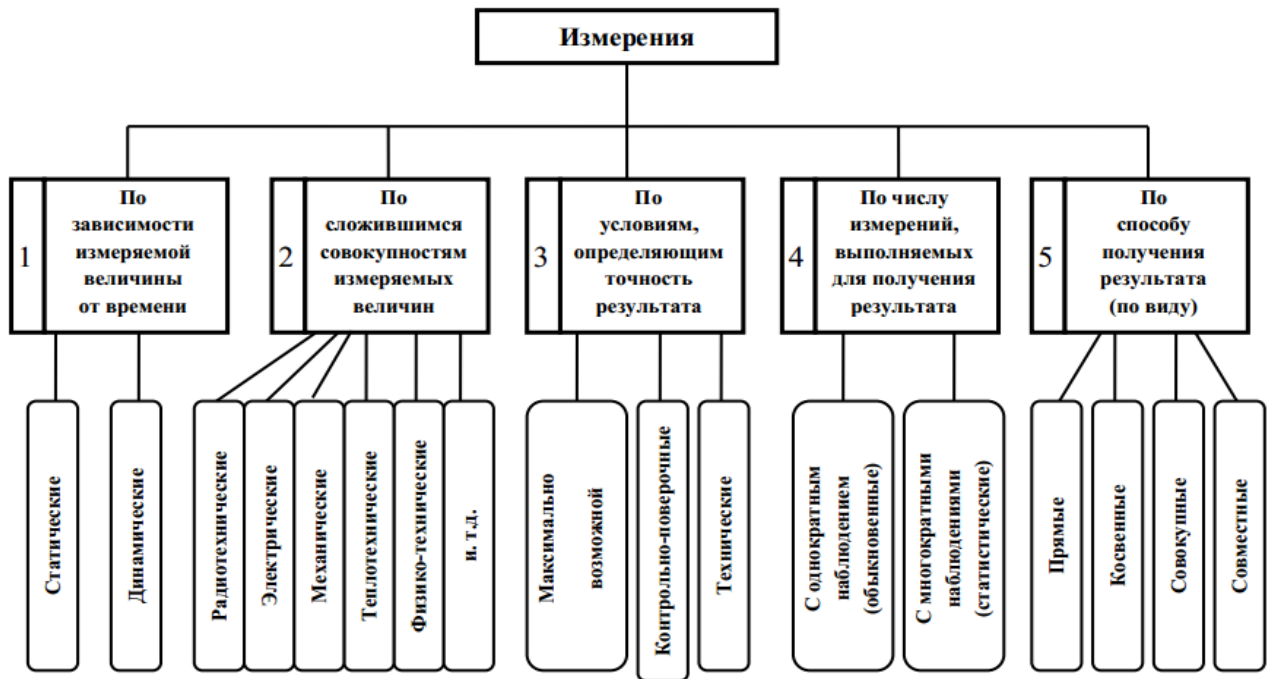 Измерения
1
По
зависимости
измеряемой
величины
от времени
2
По
сложившимся
совокупностям
измеряемых
величин
3
По
условиям,
определяющим
точность
результата
4
По числу
измерений,
выполняемых
для получения
результата
5
По
способу
получения
результата
(по виду)
Статические
Динамические
Радиотехнические
Электрические
Механические
Теплотехнические
Физико-технические
и. т.д.
Максимально
возможной
Контрольно-поверочные
Технические
С однократным
наблюдением
(обыкновенные)
С многократными
наблюдениями
(статистические)
Прямые
Косвенные
Совокупные
Совместные